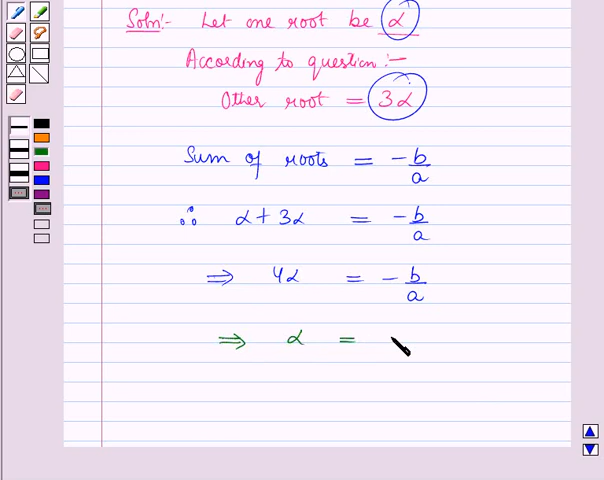 Soln:- Let one root be α
According to question:-
Other root = 3α
Sum of roots = -b/a
∴ α + 3α = -b/a
⇒ 4α = -b/a
⇒ α =